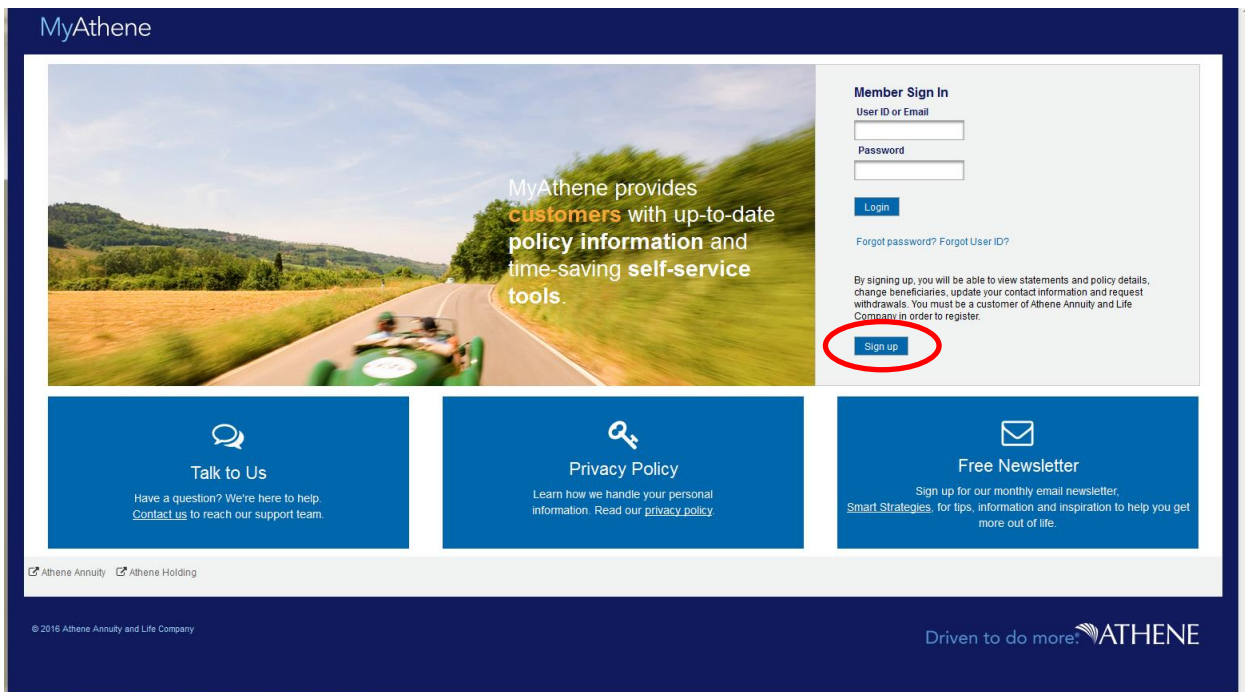 MyAthene
MyAthene provides
customers with up-to-date
policy information and
time-saving self-service
tools.
Member Sign In
User ID or Email
Password
Login
Forgot password? Forgot User ID?
By signing up, you will be able to view statements and policy details,
change beneficiaries, update your contact information and request
withdrawals. You must be a customer of Athene Annuity and Life
Company in order to register.
Sign up
Talk to Us
Have a question? We're here to help.
Contact us to reach our support team.
Privacy Policy
Learn how we handle your personal
information. Read our privacy policy.
Free Newsletter
Sign up for our monthly email newsletter,
Smart Strategies, for tips, information and inspiration to help you get
more out of life.
Athene Annuity Athene Holding
© 2016 Athene Annuity and Life Company
Driven to do more.® ATHENE